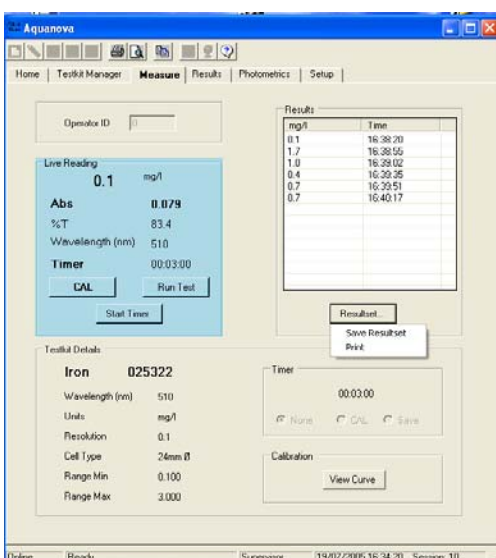 Aquanova
Home Testkit Manager Measure Results Photometrics Setup
Operator ID 0
Live Reading
0.1 mg/l
Abs 0.079
%T 83.4
Wavelength (nm) 510
Timer 00:03:00
CAL Run Test
Start Timer
Results
mg/l Time
0.1 16:38:20
1.7 16:38:55
1.0 16:39:02
0.4 16:39:35
0.7 16:39:51
0.7 16:40:17
Resultset...
Save Resultset
Print
Testkit Details
Iron 025322
Wavelength (nm) 510
Units mg/l
Resolution 0.1
Cell Type 24mm Ø
Range Min 0.100
Range Max 3.000
Timer
00:03:00
None CAL Save
Calibration
View Curve
Online Ready Supervisor 19/07/2005 16:34:20 Session: 10